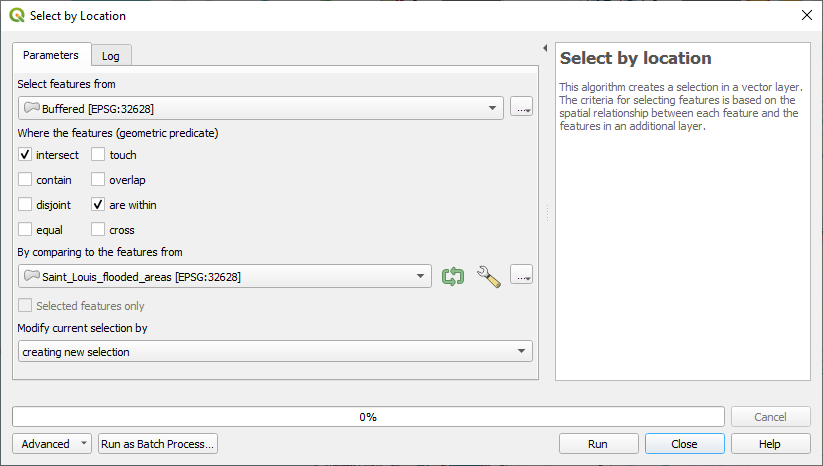 Select by Location
Parameters
Log
Select features from
Buffered [EPSG:32628]
...
Where the features (geometric predicate)
intersect
touch
contain
overlap
disjoint
are within
equal
cross
By comparing to the features from
Saint_Louis_flooded_areas [EPSG:32628]
...
Selected features only
Modify current selection by
creating new selection
Select by location
This algorithm creates a selection in a vector layer.
The criteria for selecting features is based on the
spatial relationship between each feature and the
features in an additional layer.
0%
Cancel
Advanced
Run as Batch Process...
Run
Close
Help